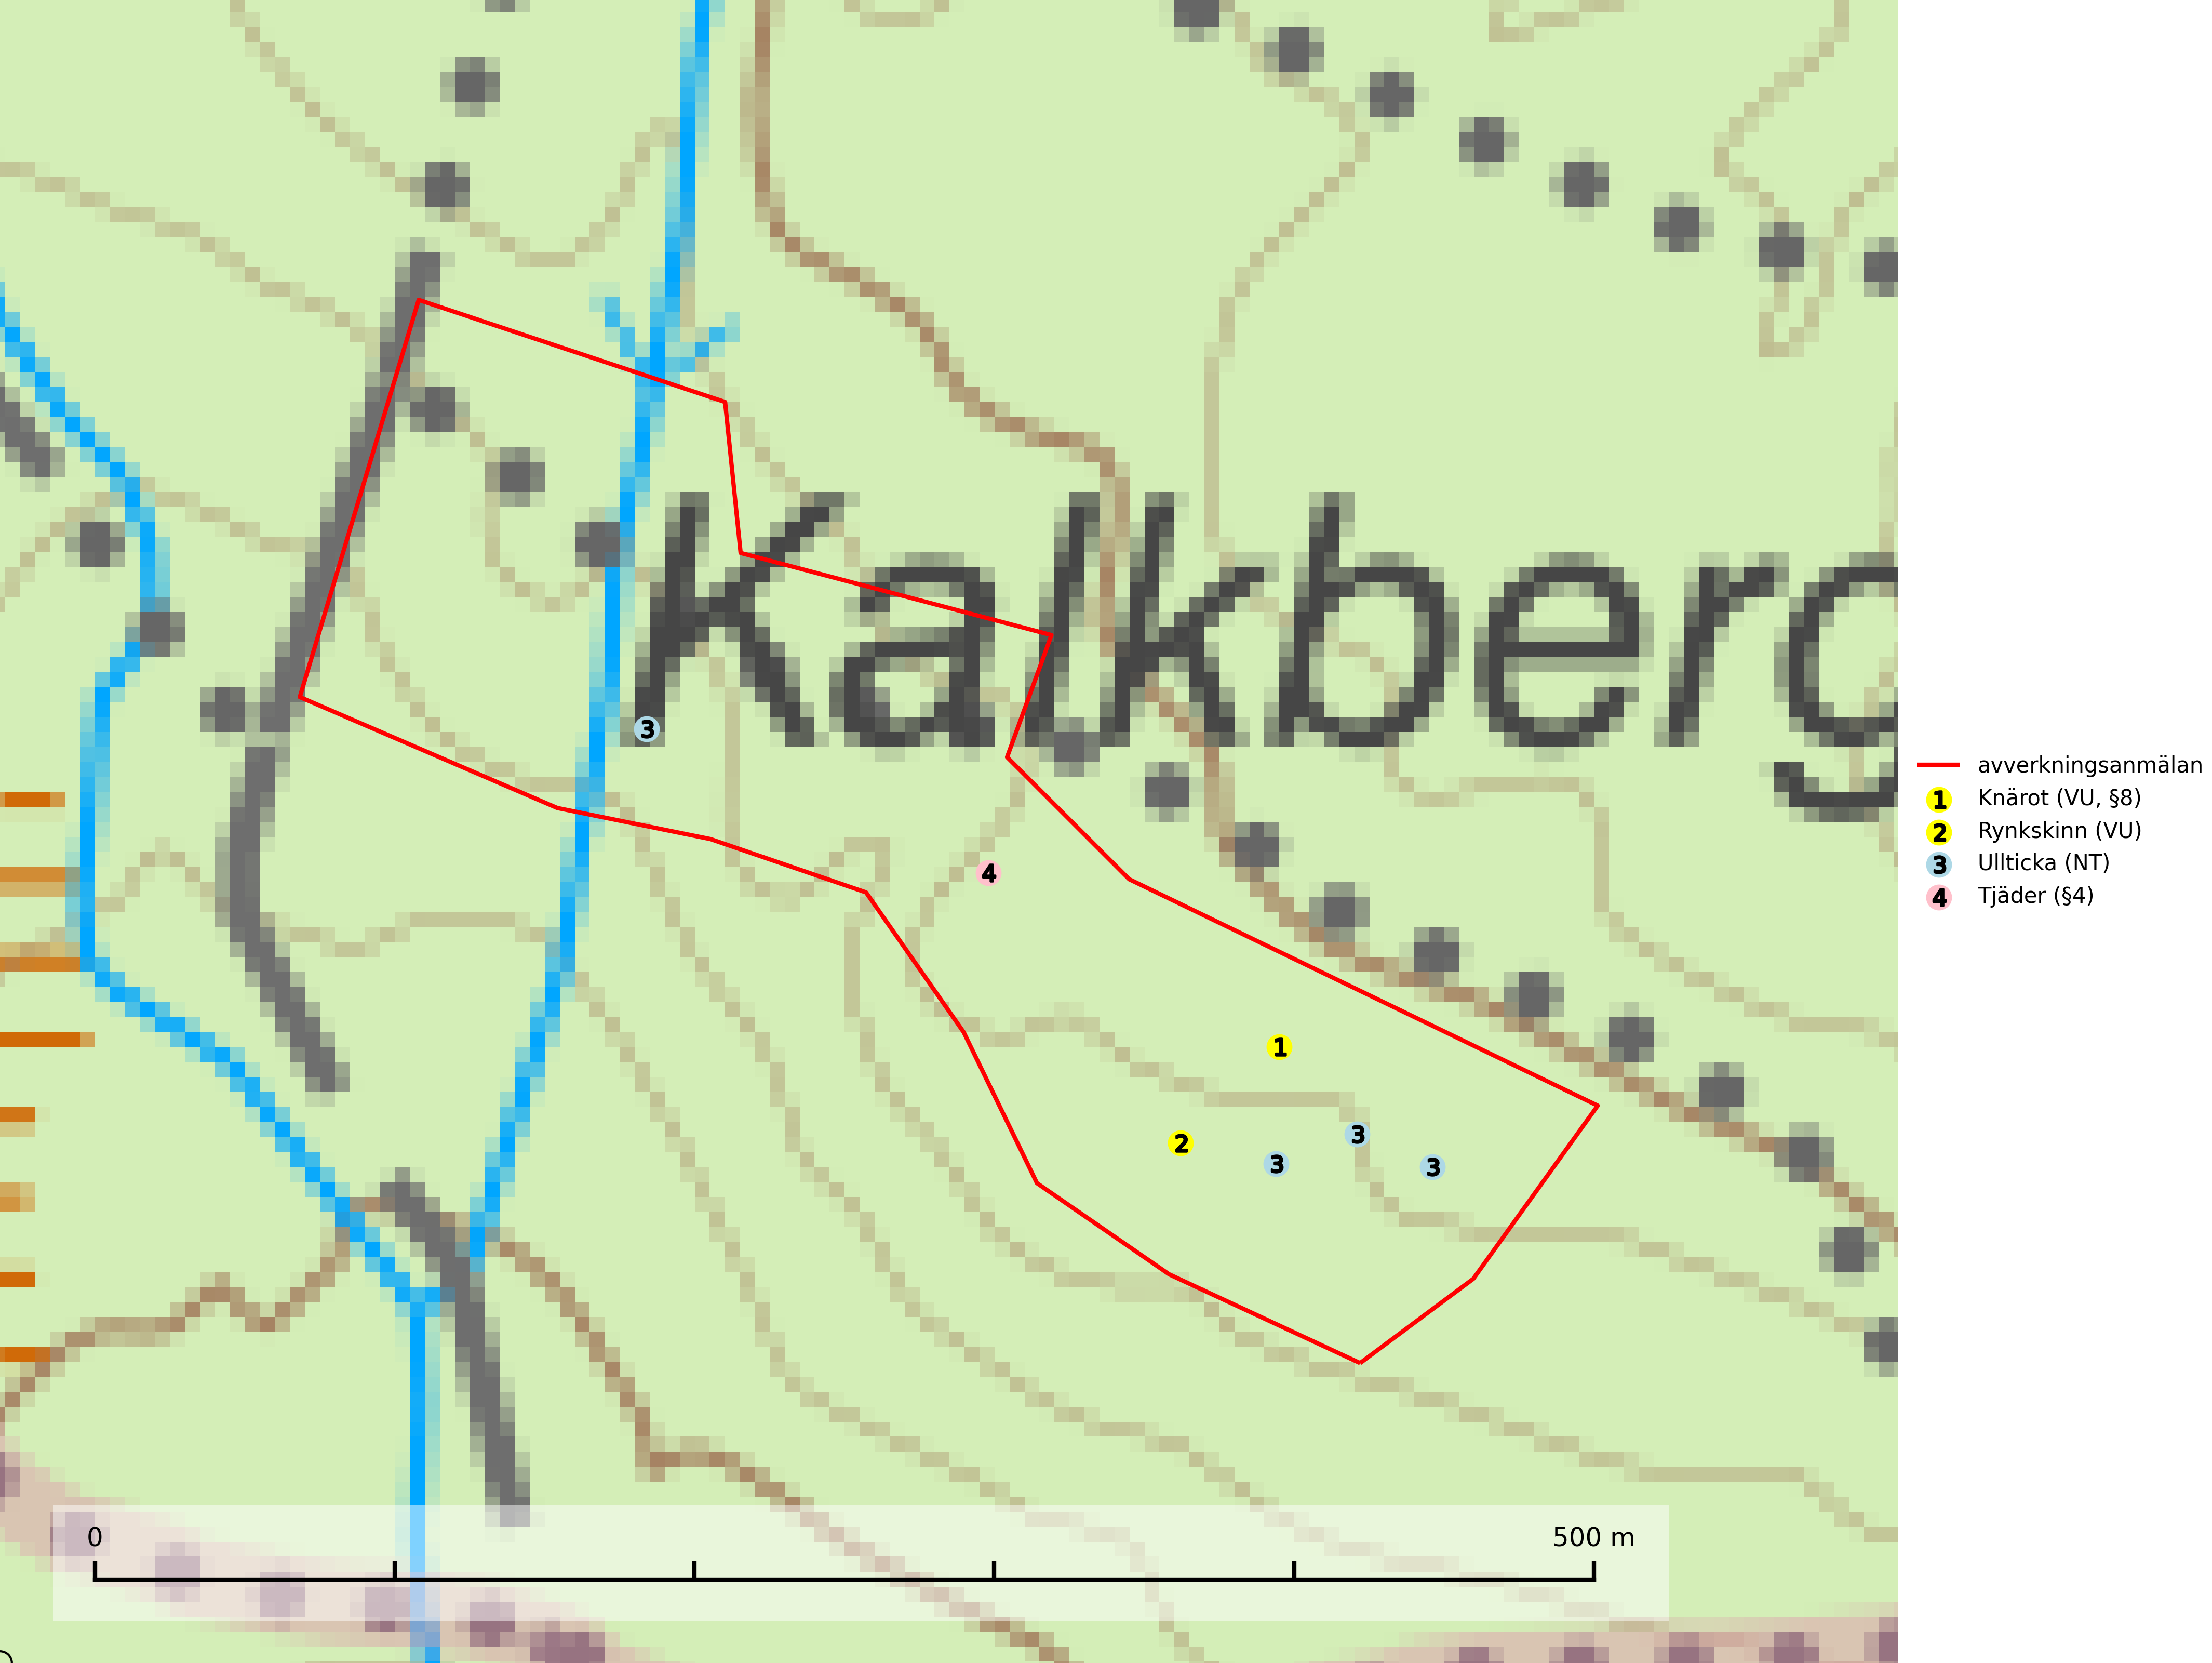 Kalkberg
3
4
1
2
3
3
3
0 500 m
avverkningsanmälan
1 Knärot (VU, §8)
2 Rynkskinn (VU)
3 Ullticka (NT)
4 Tjäder (§4)